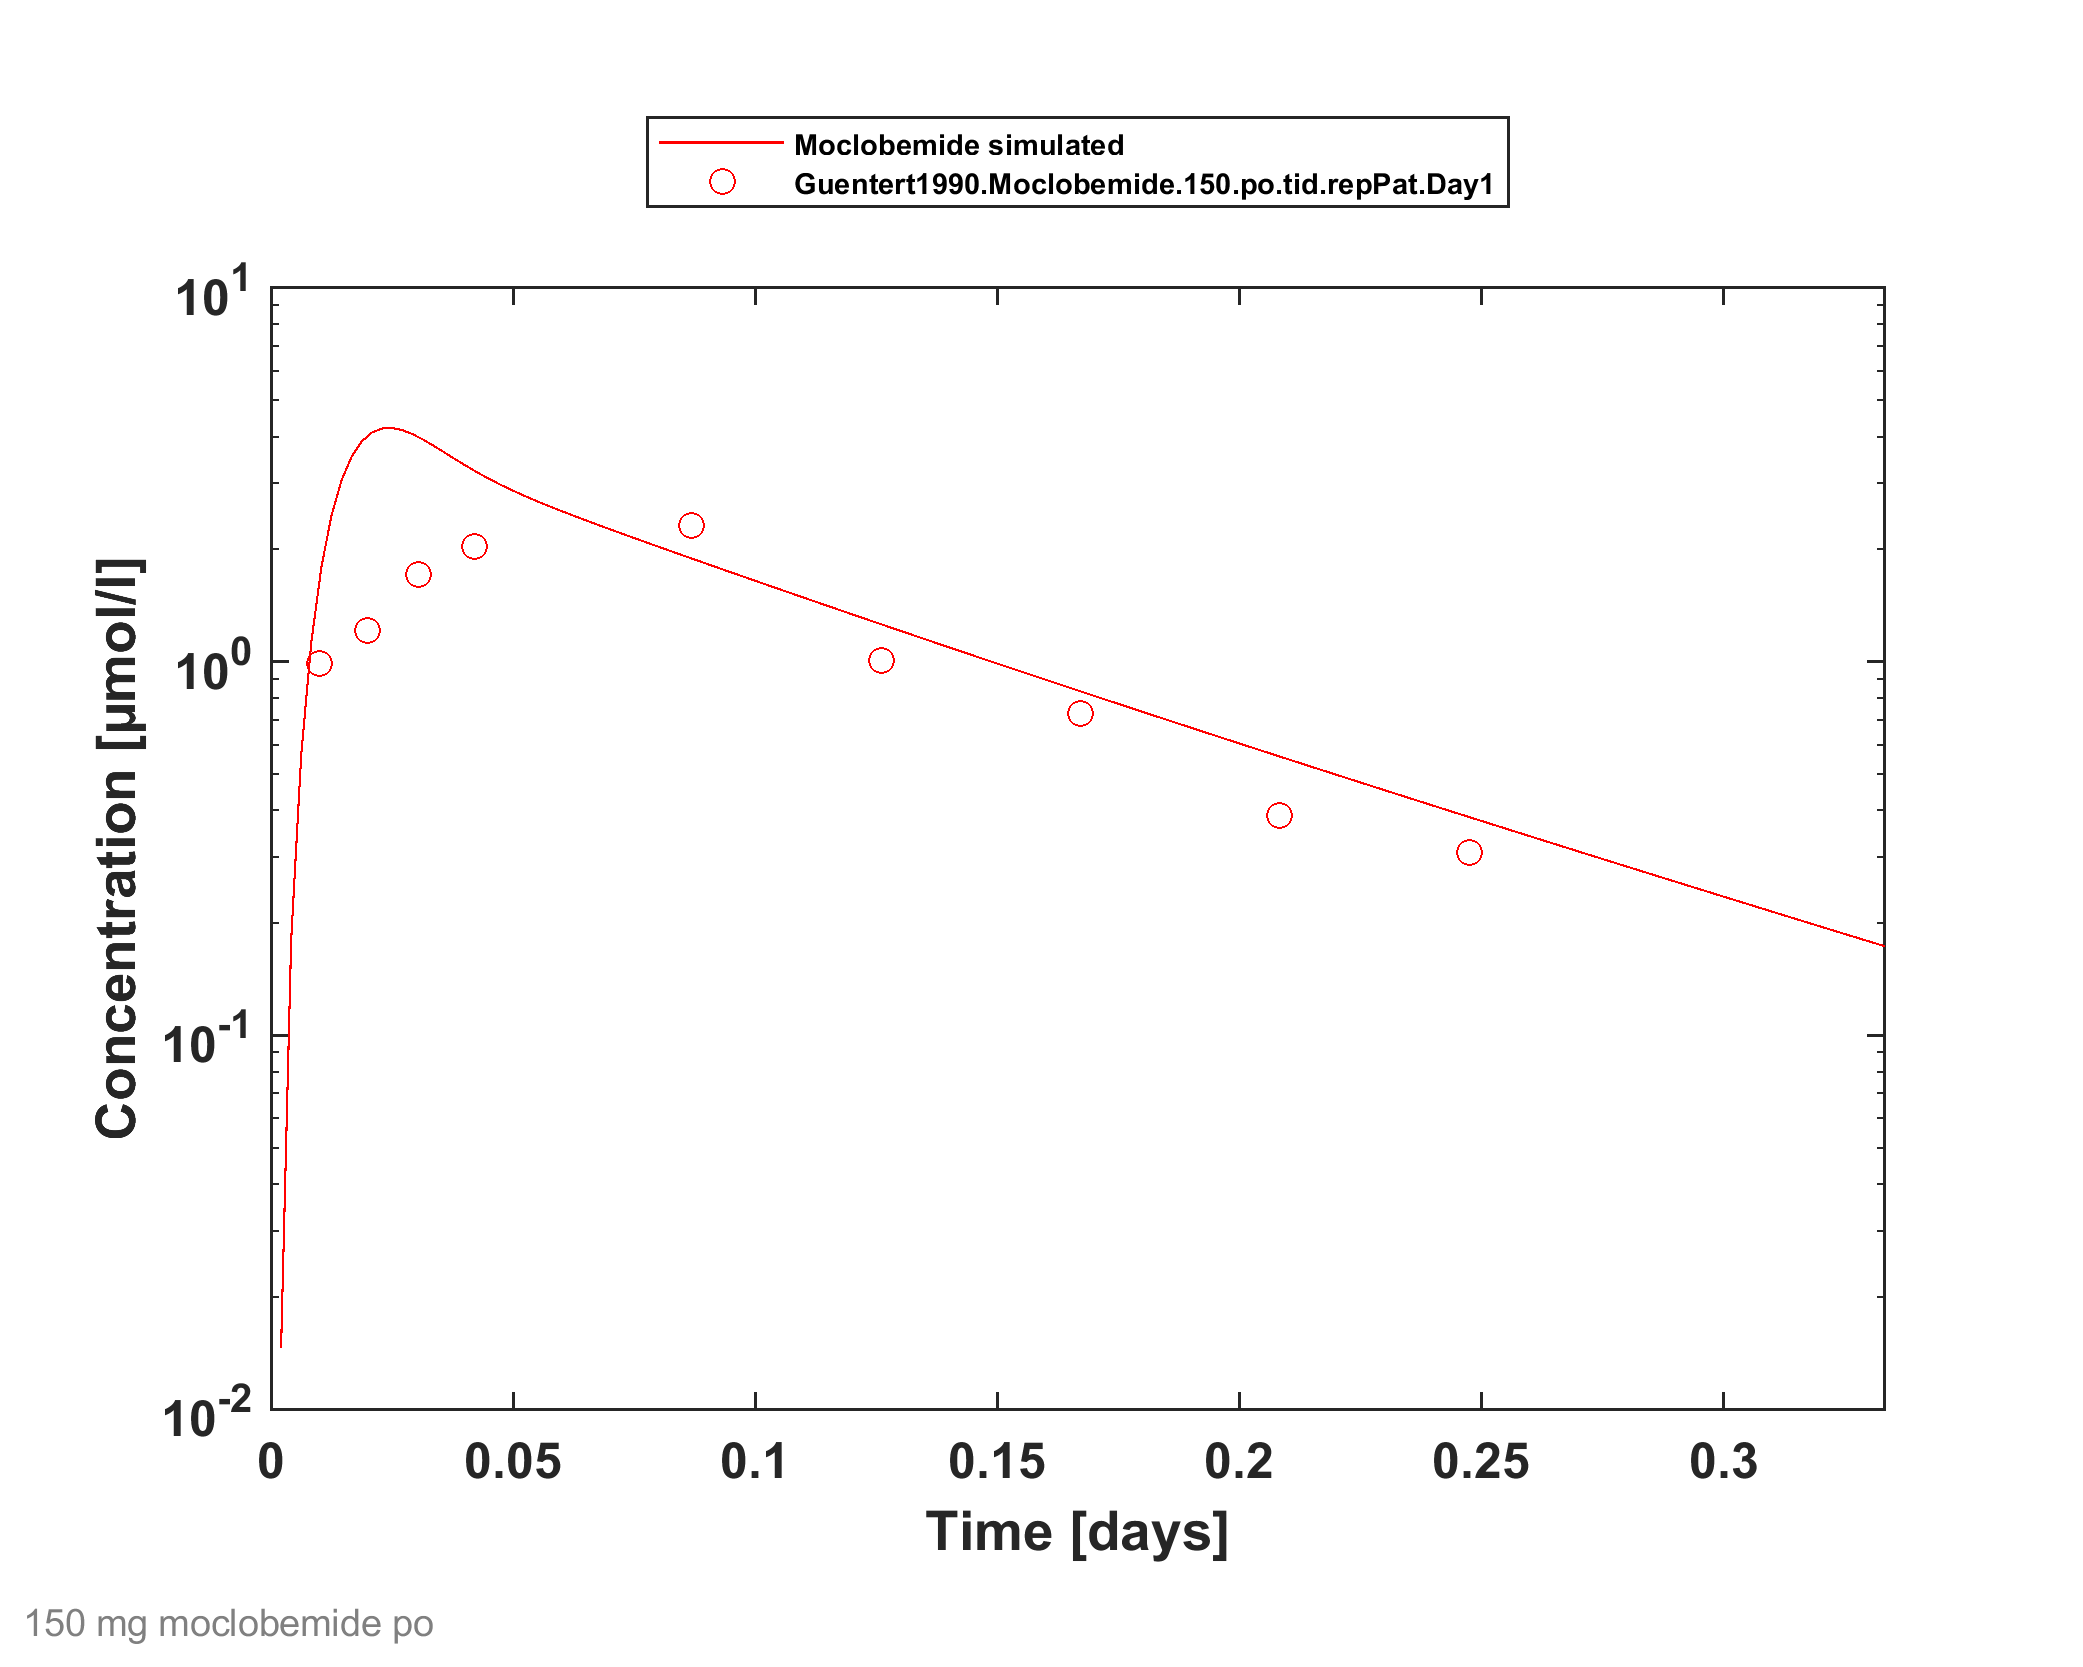 Moclobemide simulated
Guentert1990.Moclobemide.150.po.tid.repPat.Day1
10^1
10^0
10^-1
10^-2
Concentration [µmol/l]
0 0.05 0.1 0.15 0.2 0.25 0.3
Time [days]
150 mg moclobemide po